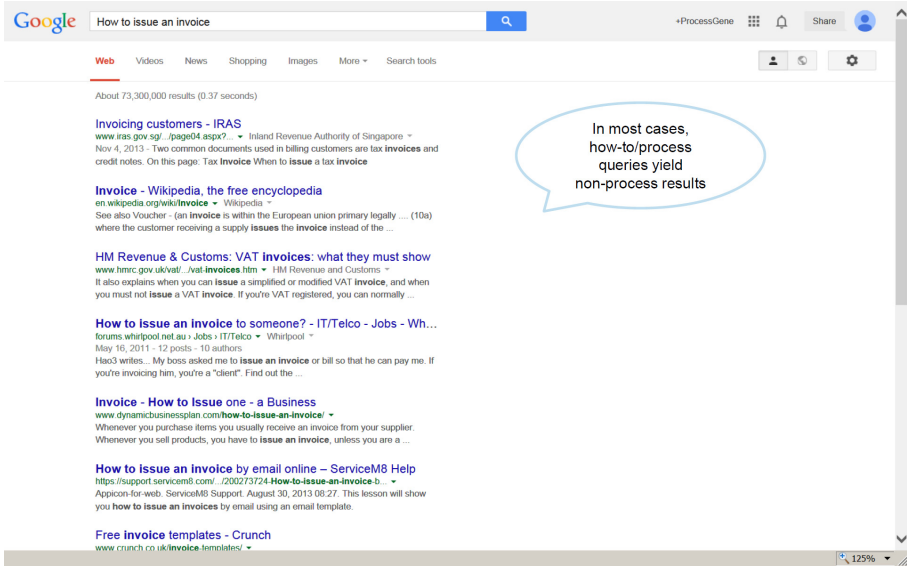 Google
How to issue an invoice
+ProcessGene
Share
Web Videos News Shopping Images More Search tools
About 73,300,000 results (0.37 seconds)
Invoicing customers - IRAS
www.iras.gov.sg/.../page04.aspx?... Inland Revenue Authority of Singapore
Nov 4, 2013 - Two common documents used in billing customers are tax invoices and
credit notes. On this page: Tax Invoice When to issue a tax invoice
Invoice - Wikipedia, the free encyclopedia
en.wikipedia.org/wiki/Invoice Wikipedia
See also Voucher - (an invoice is within the European union primary legally .... (10a)
where the customer receiving a supply issues the invoice instead of the ...
HM Revenue & Customs: VAT invoices: what they must show
www.hmrc.gov.uk/vat/.../vat-invoices.htm HM Revenue and Customs
It also explains when you can issue a simplified or modified VAT invoice, and when
you must not issue a VAT invoice. If you're VAT registered, you can normally ...
How to issue an invoice to someone? - IT/Telco - Jobs - Wh...
forums.whirlpool.net.au › Jobs › IT/Telco Whirlpool
May 16, 2011 - 12 posts - 10 authors
Hao3 writes... My boss asked me to issue an invoice or bill so that he can pay me. If
you're invoicing him, you're a "client". Find out the ...
Invoice - How to Issue one - a Business
www.dynamicbusinessplan.com/how-to-issue-an-invoice/
Whenever you purchase items you usually receive an invoice from your supplier.
Whenever you sell products, you have to issue an invoice, unless you are a ...
How to issue an invoice by email online – ServiceM8 Help
https://support.servicem8.com/.../200273724-How-to-issue-an-invoice-b...
Appicon-for-web. ServiceM8 Support. August 30, 2013 08:27. This lesson will show
you how to issue an invoices by email using an email template.
Free invoice templates - Crunch
www.crunch.co.uk/invoice-templates/
In most cases,
how-to/process
queries yield
non-process results
125%